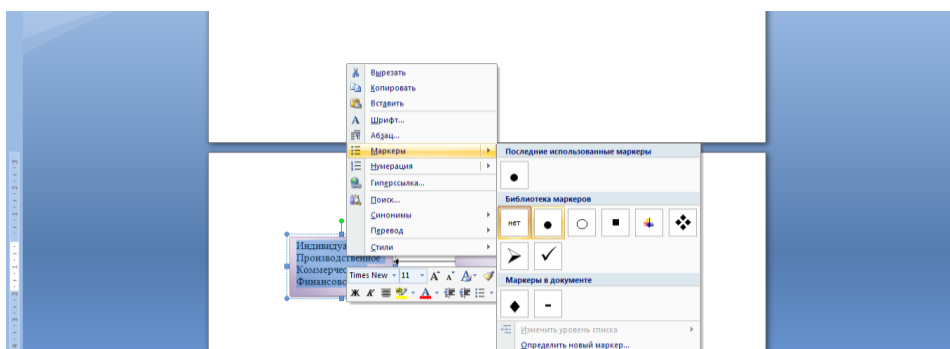 Вырезать
Копировать
Вставить
Шрифт...
Абзац...
Маркеры
Нумерация
Гиперссылка...
Поиск...
Синонимы
Перевод
Стили
Последние использованные маркеры
Библиотека маркеров
нет
Маркеры в документе
Изменить уровень списка
Определить новый маркер...
Индивидуа
Производственное
Коммерчес
Финансово
Times New 11 A A A
Ж К ab A